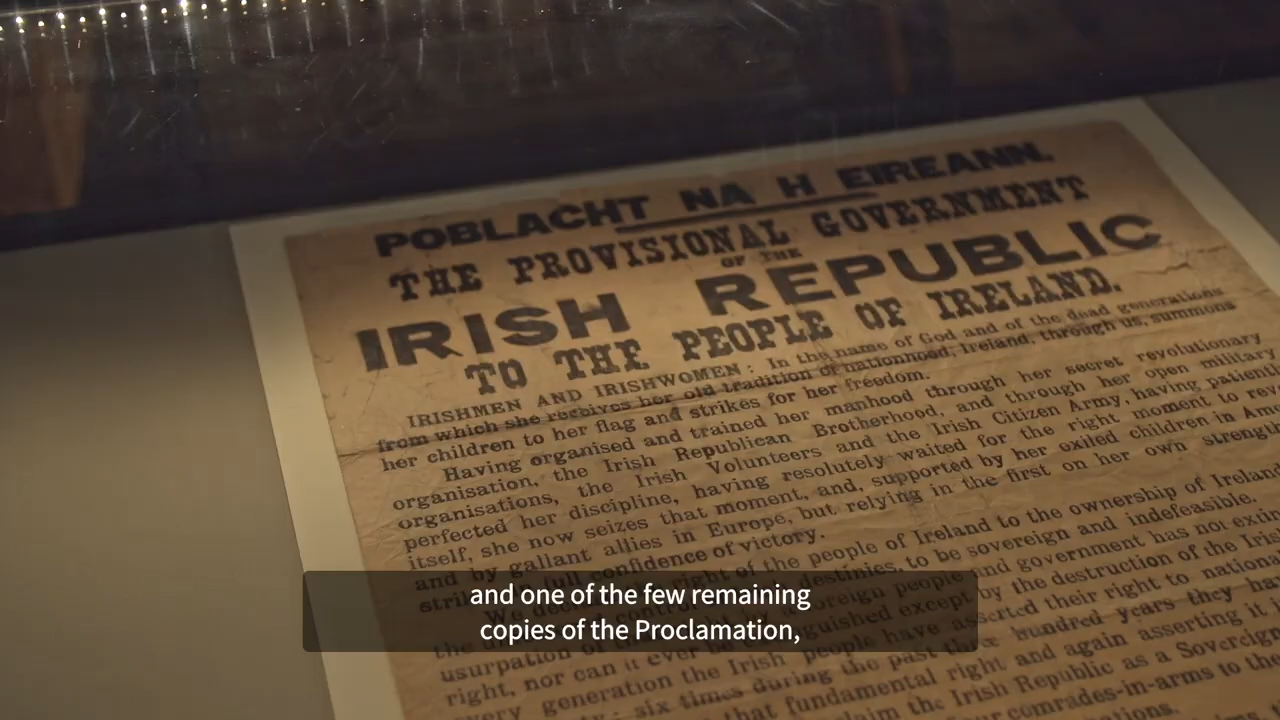 POBLACHT NA H EIREANN.
THE PROVISIONAL GOVERNMENT
OF THE
IRISH REPUBLIC
TO THE PEOPLE OF IRELAND.
IRISHMEN AND IRISHWOMEN: In the name of God and of the dead generations
from which she receives her old tradition of nationhood, Ireland, through us, summons
her children to her flag and strikes for her freedom.
Having organised and trained her manhood through her secret revolutionary
organisation, the Irish Republican Brotherhood, and through her open military
organisations, the Irish Volunteers and the Irish Citizen Army, having patiently
perfected her discipline, having resolutely waited for the right moment to
itself, she now seizes that moment, and, supported by her exiled children in
and by gallant allies in Europe, but relying in the first on her own strength
full confidence of victory.
right of the people of Ireland to the ownership of Ireland
destinies, to be sovereign and indefeasible.
people and government has not
usurpation of except by the destruction of the
right, nor can it ever be asserted their right to national
generation the Irish people have
six times during the past hundred years they
that fundamental right and again asserting it
Irish Republic as a Sovereign
comrades-in-arms to the
and one of the few remaining
copies of the Proclamation,